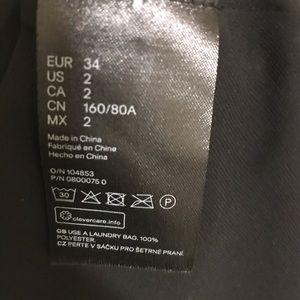 EUR 34
US 2
CA 2
CN 160/80A
MX 2
Made in China
Fabriqué en Chine
Hecho en China
O/N 104853
P/N 0800075 0
30 P
clevercare.info
GB USE A LAUNDRY BAG, 100%
POLYESTER.
CZ PERTE V SÁČKU PRO ŠETRNÉ PRANÍ.